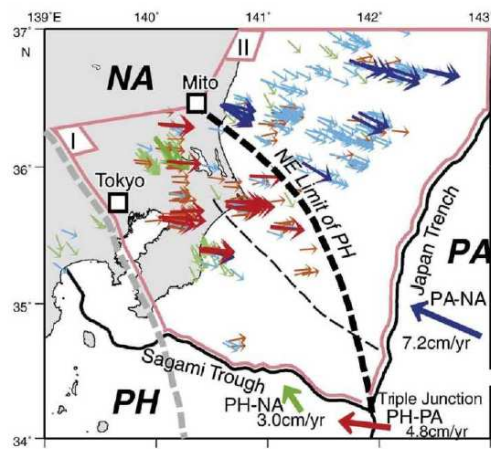 139˚E 140˚ 141˚ 142˚ 143
37˚
N
II
NA
Mito
36˚
I
Tokyo
NE Limit of PH
Japan Trench
PA
35˚
PA-NA
7.2cm/yr
Sagami Trough
PH
PH-NA
3.0cm/yr
Triple Junction
PH-PA
4.8cm/yr
34˚